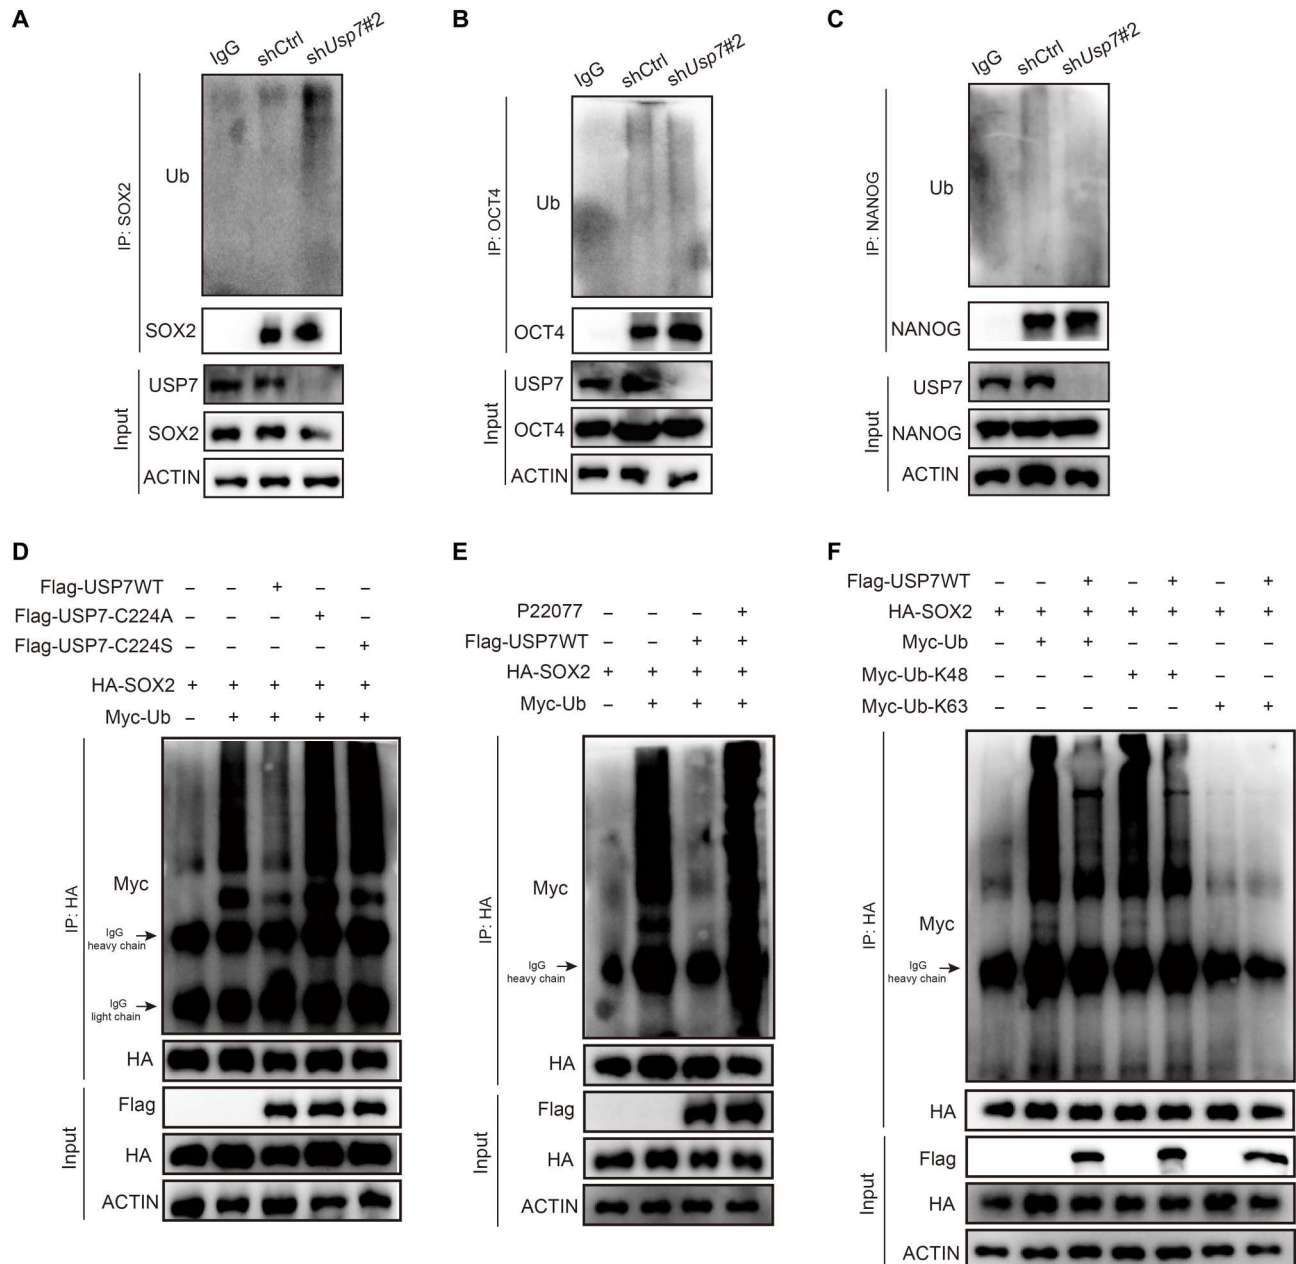 A
IgG shCtrl shUsp7#2
IP: SOX2
Ub
SOX2
Input
USP7
SOX2
ACTIN
B
IgG shCtrl shUsp7#2
IP: OCT4
Ub
OCT4
Input
USP7
OCT4
ACTIN
C
IgG shCtrl shUsp7#2
IP: NANOG
Ub
NANOG
Input
USP7
NANOG
ACTIN
D
Flag-USP7WT – – + – –
Flag-USP7-C224A – – – + –
Flag-USP7-C224S – – – – +
HA-SOX2 + + + + +
Myc-Ub – + + + +
IP: HA
Myc
IgG
heavy chain
IgG
light chain
HA
Input
Flag
HA
ACTIN
E
P22077 – – – +
Flag-USP7WT – – + +
HA-SOX2 + + + +
Myc-Ub – + + +
IP: HA
Myc
IgG
heavy chain
HA
Input
Flag
HA
ACTIN
F
Flag-USP7WT – – + – + – +
HA-SOX2 + + + + + + +
Myc-Ub – + + – – – –
Myc-Ub-K48 – – – + + – –
Myc-Ub-K63 – – – – – + +
IP: HA
Myc
IgG
heavy chain
HA
Input
Flag
HA
ACTIN